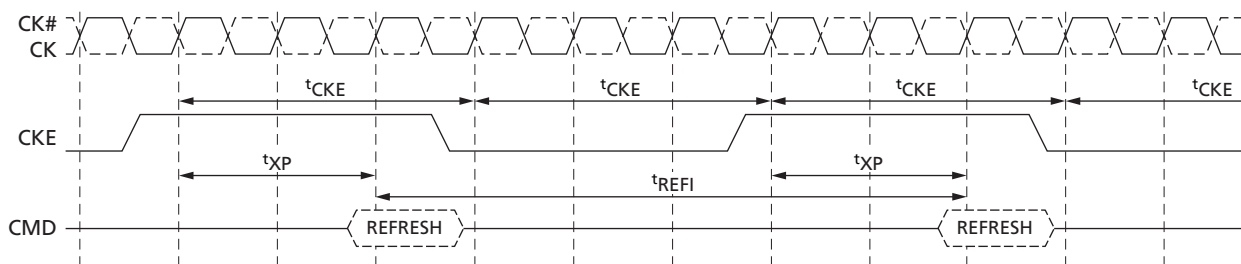 CK#
CK
tCKE tCKE tCKE tCKE
CKE
tXP tXP
tREFI
CMD REFRESH REFRESH